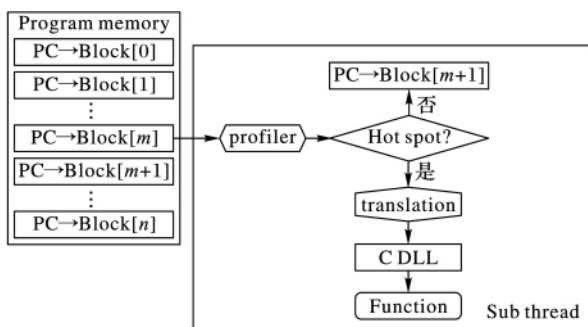 Program memory
PC→Block[0]
PC→Block[1]
⋮
PC→Block[m]
PC→Block[m+1]
⋮
PC→Block[n]
profiler
PC→Block[m+1]
否
Hot spot?
是
translation
C DLL
Function
Sub thread